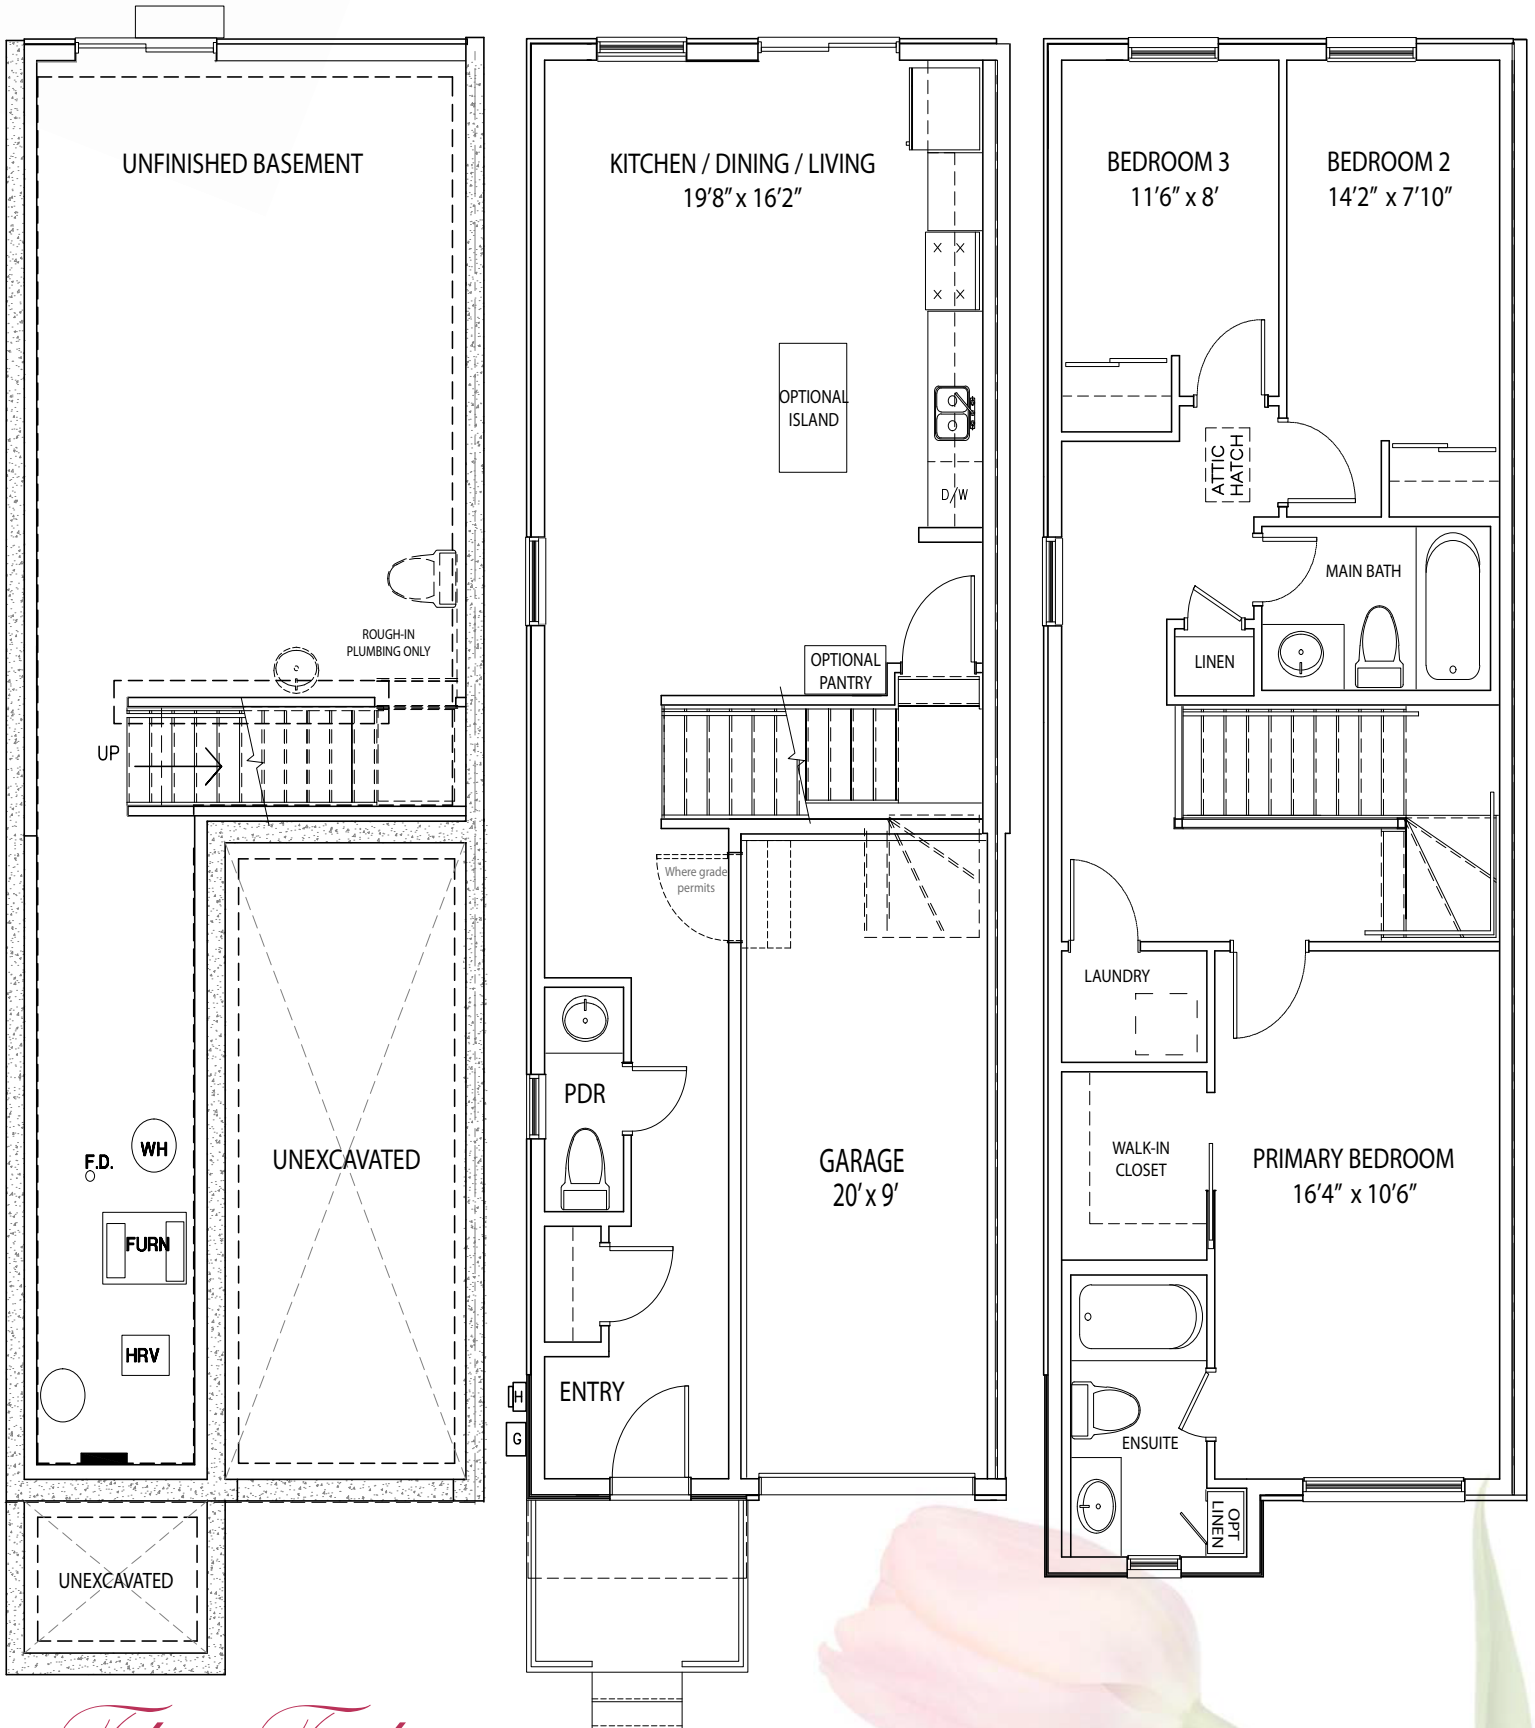 UNFINISHED BASEMENT
ROUGH-IN
PLUMBING ONLY
UP
UNEXCAVATED
WH
F.D.
FURN
HRV
UNEXCAVATED
KITCHEN / DINING / LIVING
19'8" x 16'2"
OPTIONAL
ISLAND
D/W
OPTIONAL
PANTRY
Where grade
permits
PDR
GARAGE
20' x 9'
ENTRY
H
G
BEDROOM 3
11'6" x 8'
BEDROOM 2
14'2" x 7'10"
ATTIC
HATCH
MAIN BATH
LINEN
LAUNDRY
WALK-IN
CLOSET
PRIMARY BEDROOM
16'4" x 10'6"
ENSUITE
OPT
LINEN